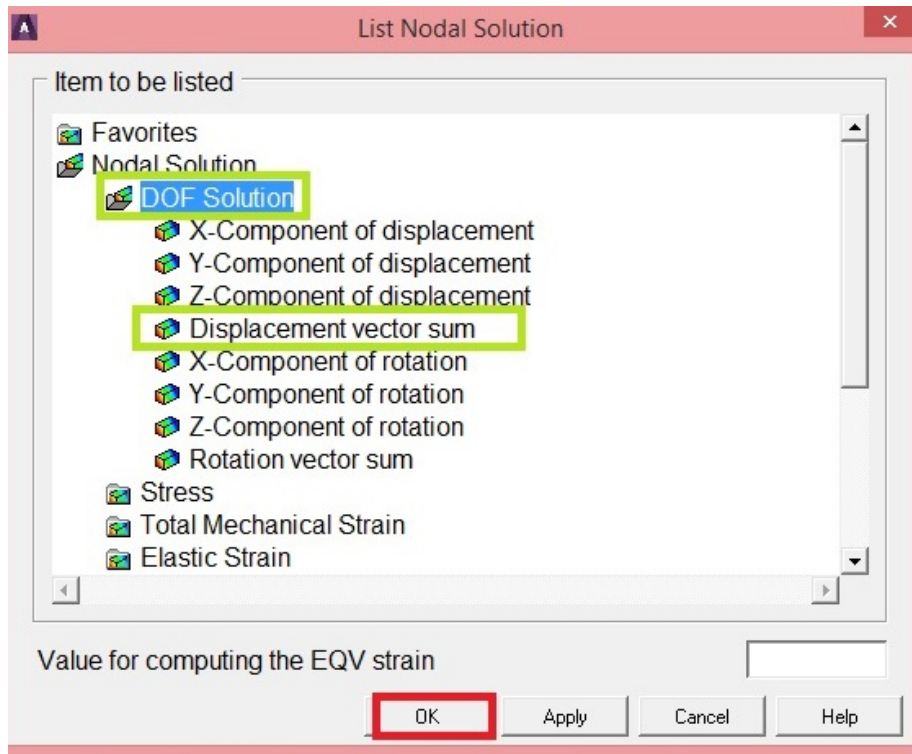 A
List Nodal Solution
×
Item to be listed
Favorites
Nodal Solution
DOF Solution
X-Component of displacement
Y-Component of displacement
Z-Component of displacement
Displacement vector sum
X-Component of rotation
Y-Component of rotation
Z-Component of rotation
Rotation vector sum
Stress
Total Mechanical Strain
Elastic Strain
Value for computing the EQV strain
OK Apply Cancel Help